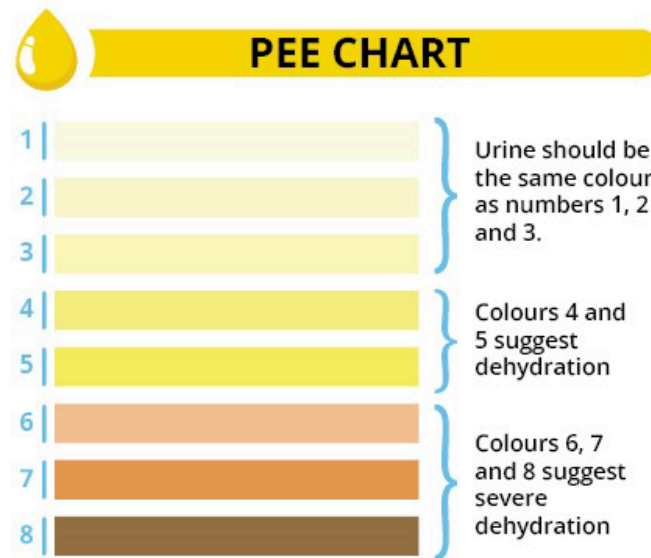 PEE CHART
1
2
3
Urine should be
the same colour
as numbers 1, 2
and 3.
4
5
Colours 4 and
5 suggest
dehydration
6
7
8
Colours 6, 7
and 8 suggest
severe
dehydration